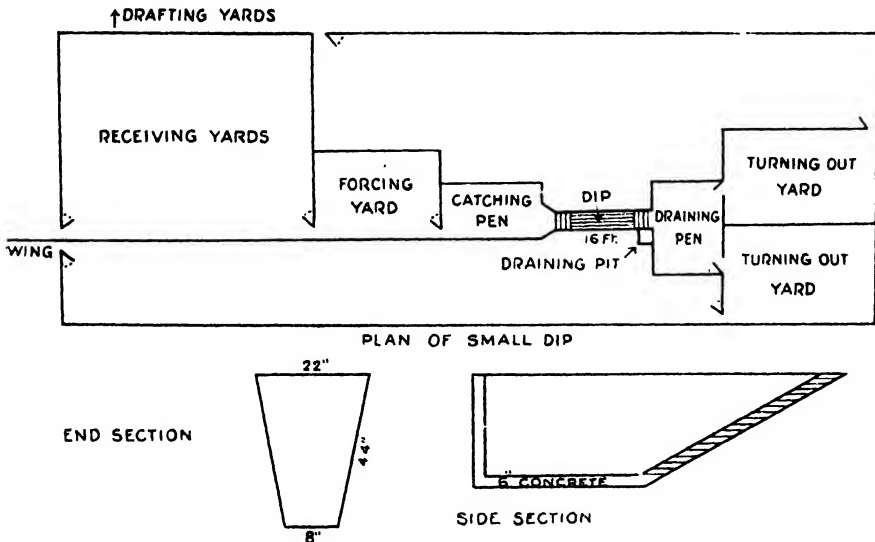 ↑DRAFTING YARDS
RECEIVING YARDS
FORCING
YARD
CATCHING
PEN
DIP
16 FT.
DRAINING
PEN
TURNING OUT
YARD
WING
DRAINING PIT
TURNING OUT
YARD
PLAN OF SMALL DIP
END SECTION
22"
44"
8"
6" CONCRETE
SIDE SECTION